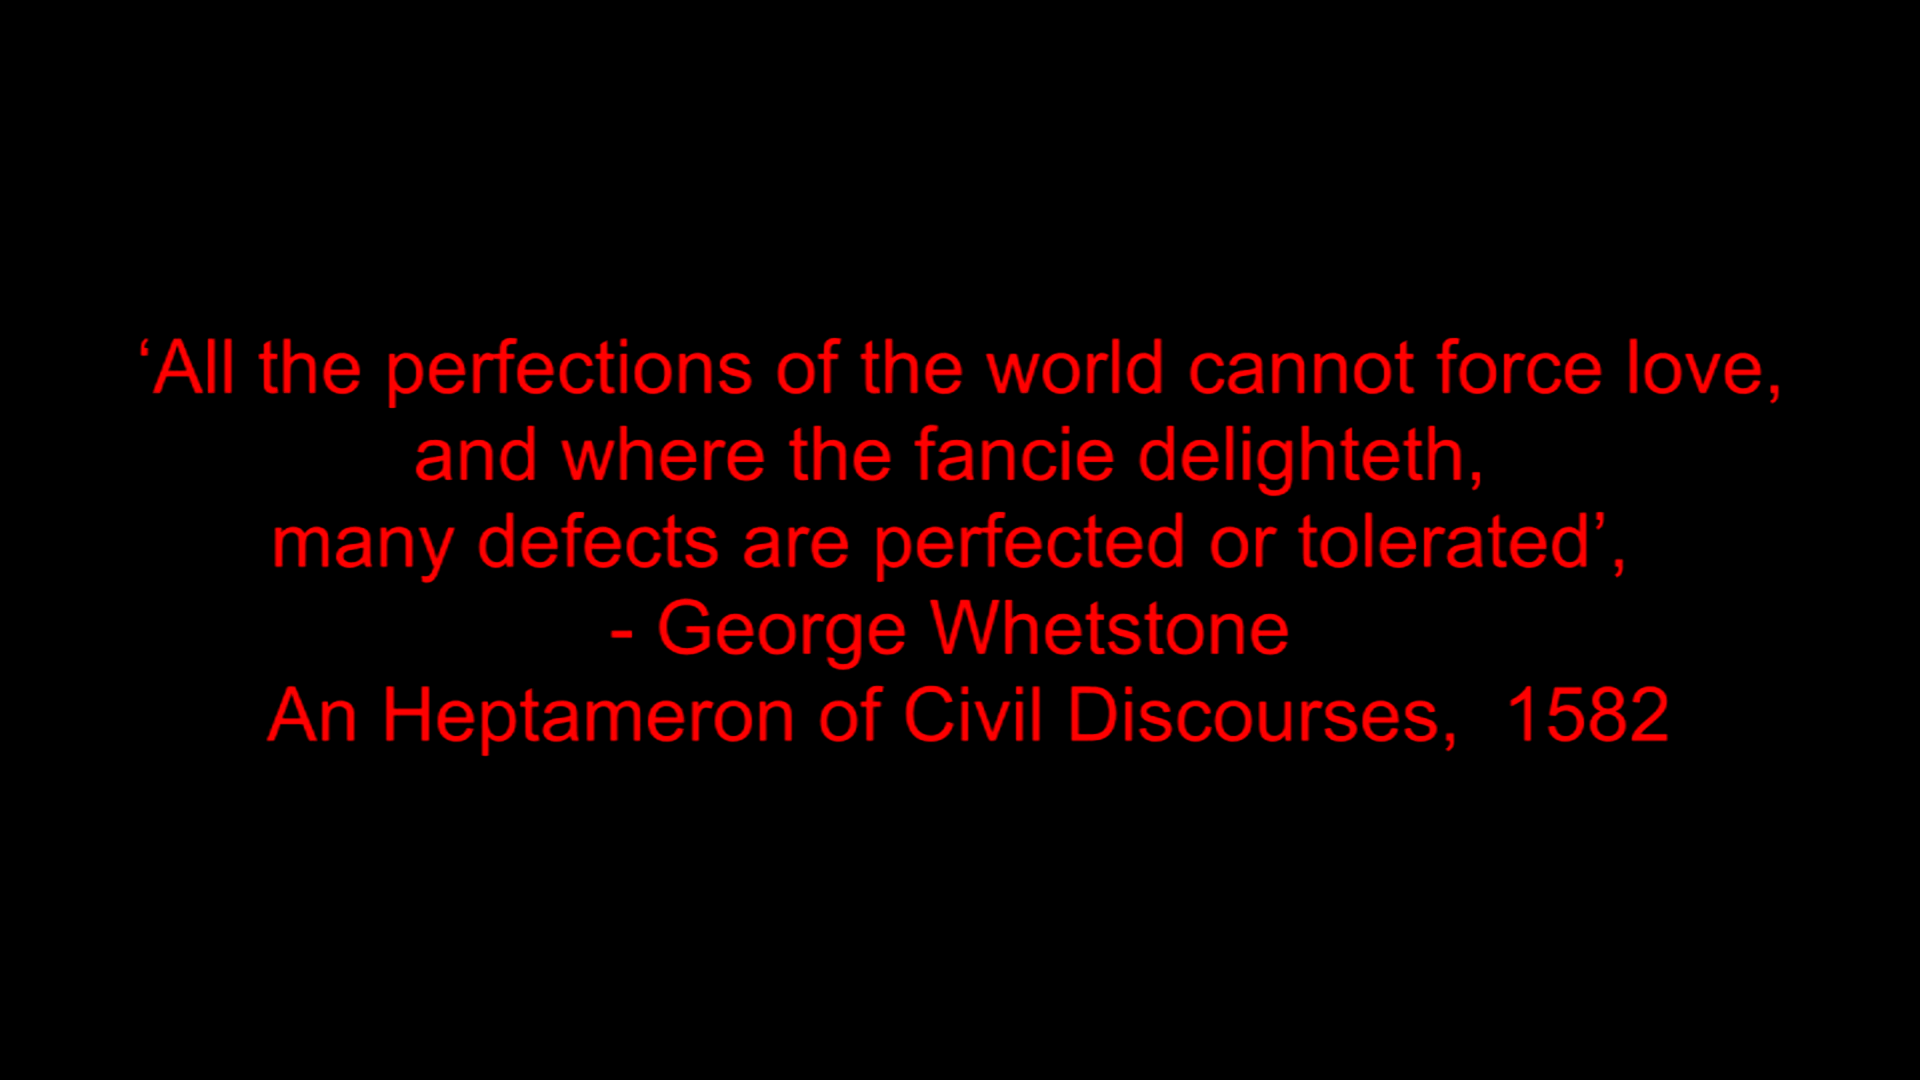 ‘All the perfections of the world cannot force love,
and where the fancie delighteth,
many defects are perfected or tolerated’,
- George Whetstone
An Heptameron of Civil Discourses,  1582